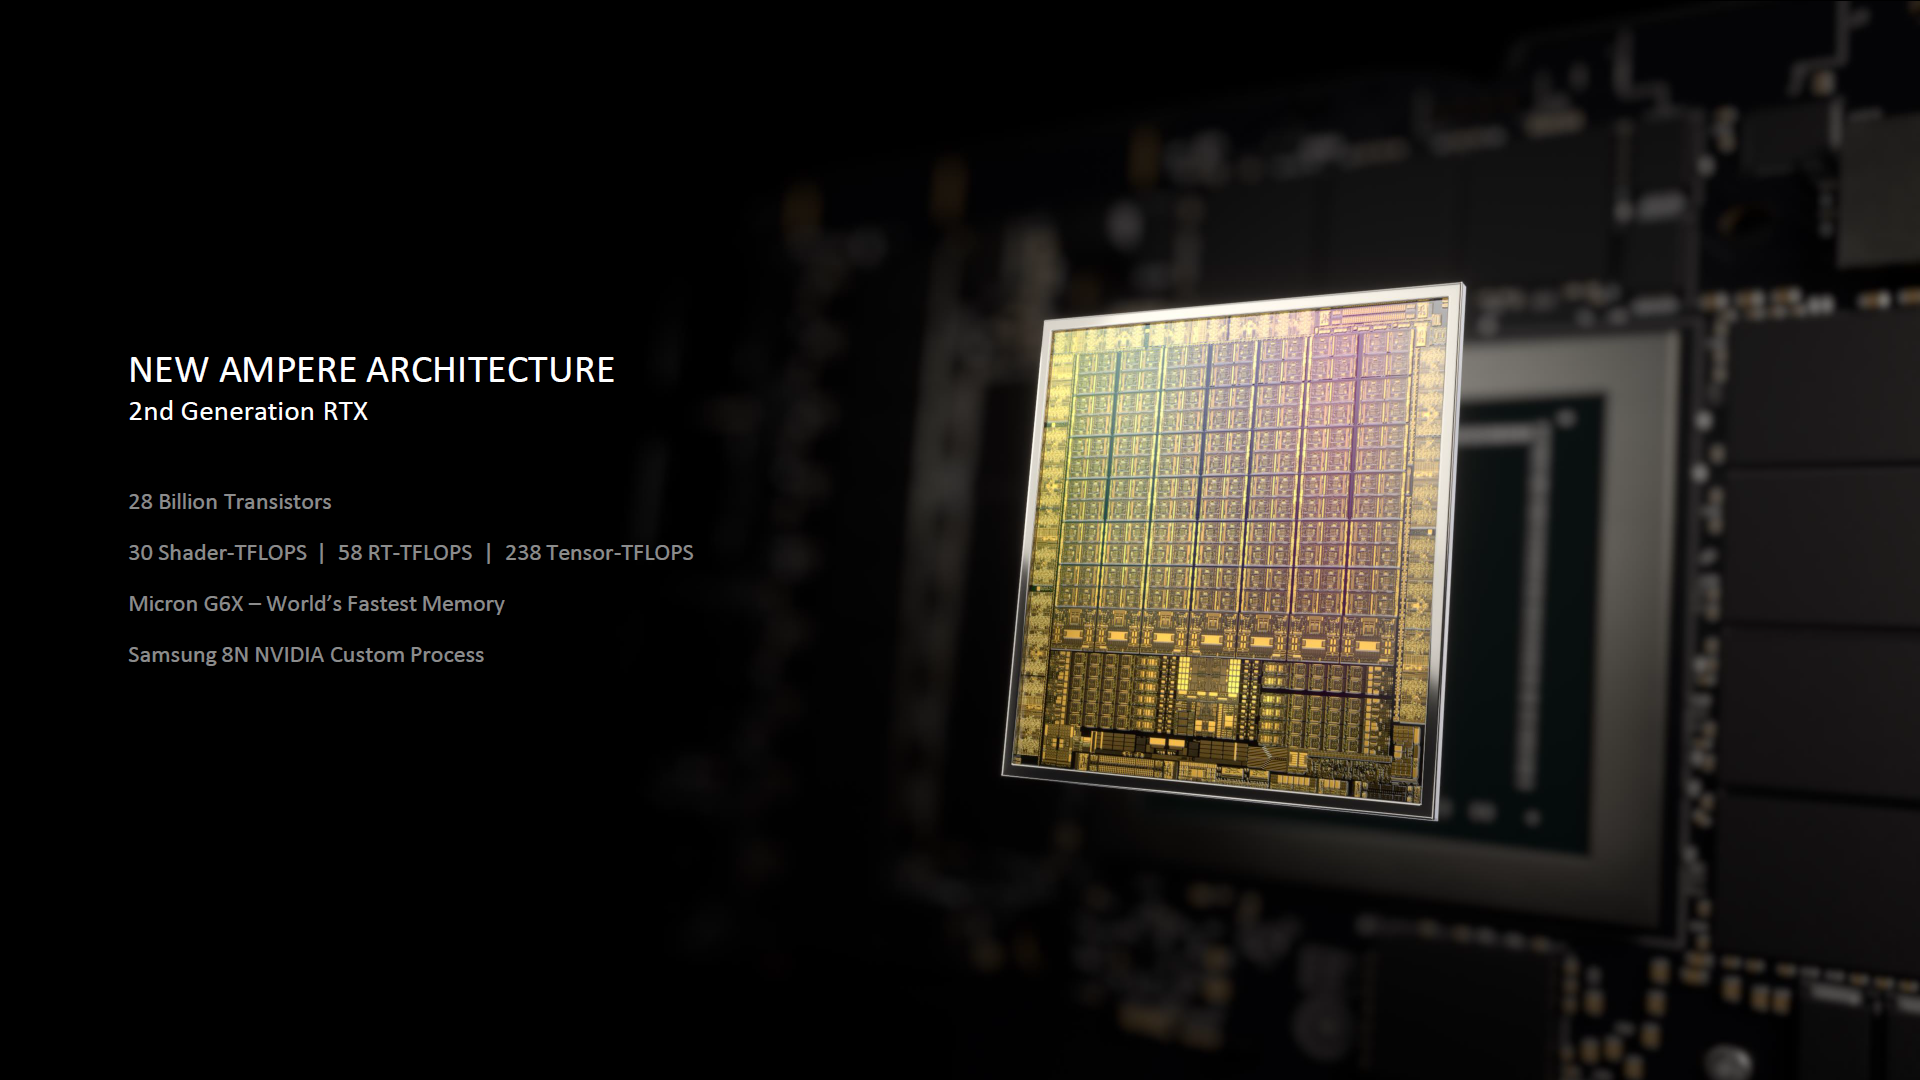 NEW AMPERE ARCHITECTURE
2nd Generation RTX
28 Billion Transistors
30 Shader-TFLOPS | 58 RT-TFLOPS | 238 Tensor-TFLOPS
Micron G6X – World’s Fastest Memory
Samsung 8N NVIDIA Custom Process